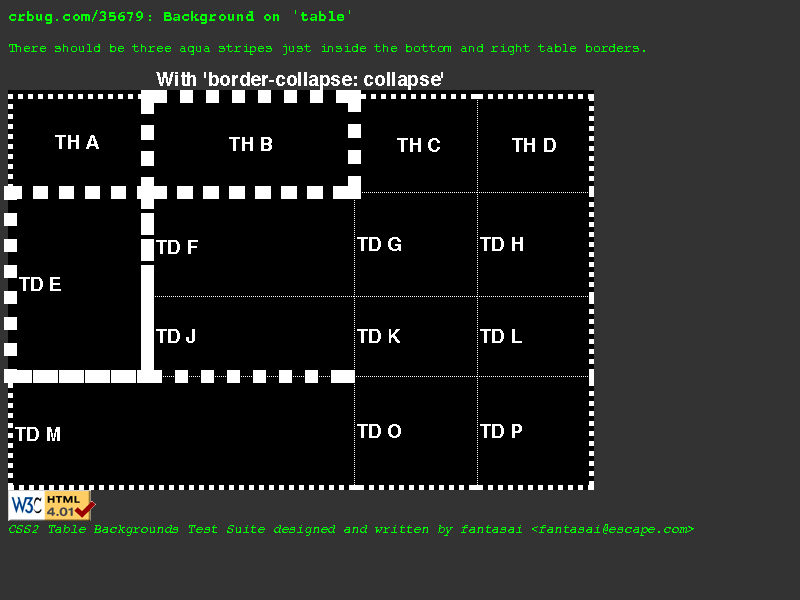 crbug.com/35679: Background on 'table'
There should be three aqua stripes just inside the bottom and right table borders.
With 'border-collapse: collapse'
TH A
TH B
TH C
TH D
TD E
TD F
TD G
TD H
TD J
TD K
TD L
TD M
TD O
TD P
W3C HTML 4.01
CSS2 Table Backgrounds Test Suite designed and written by fantasai <fantasai@escape.com>